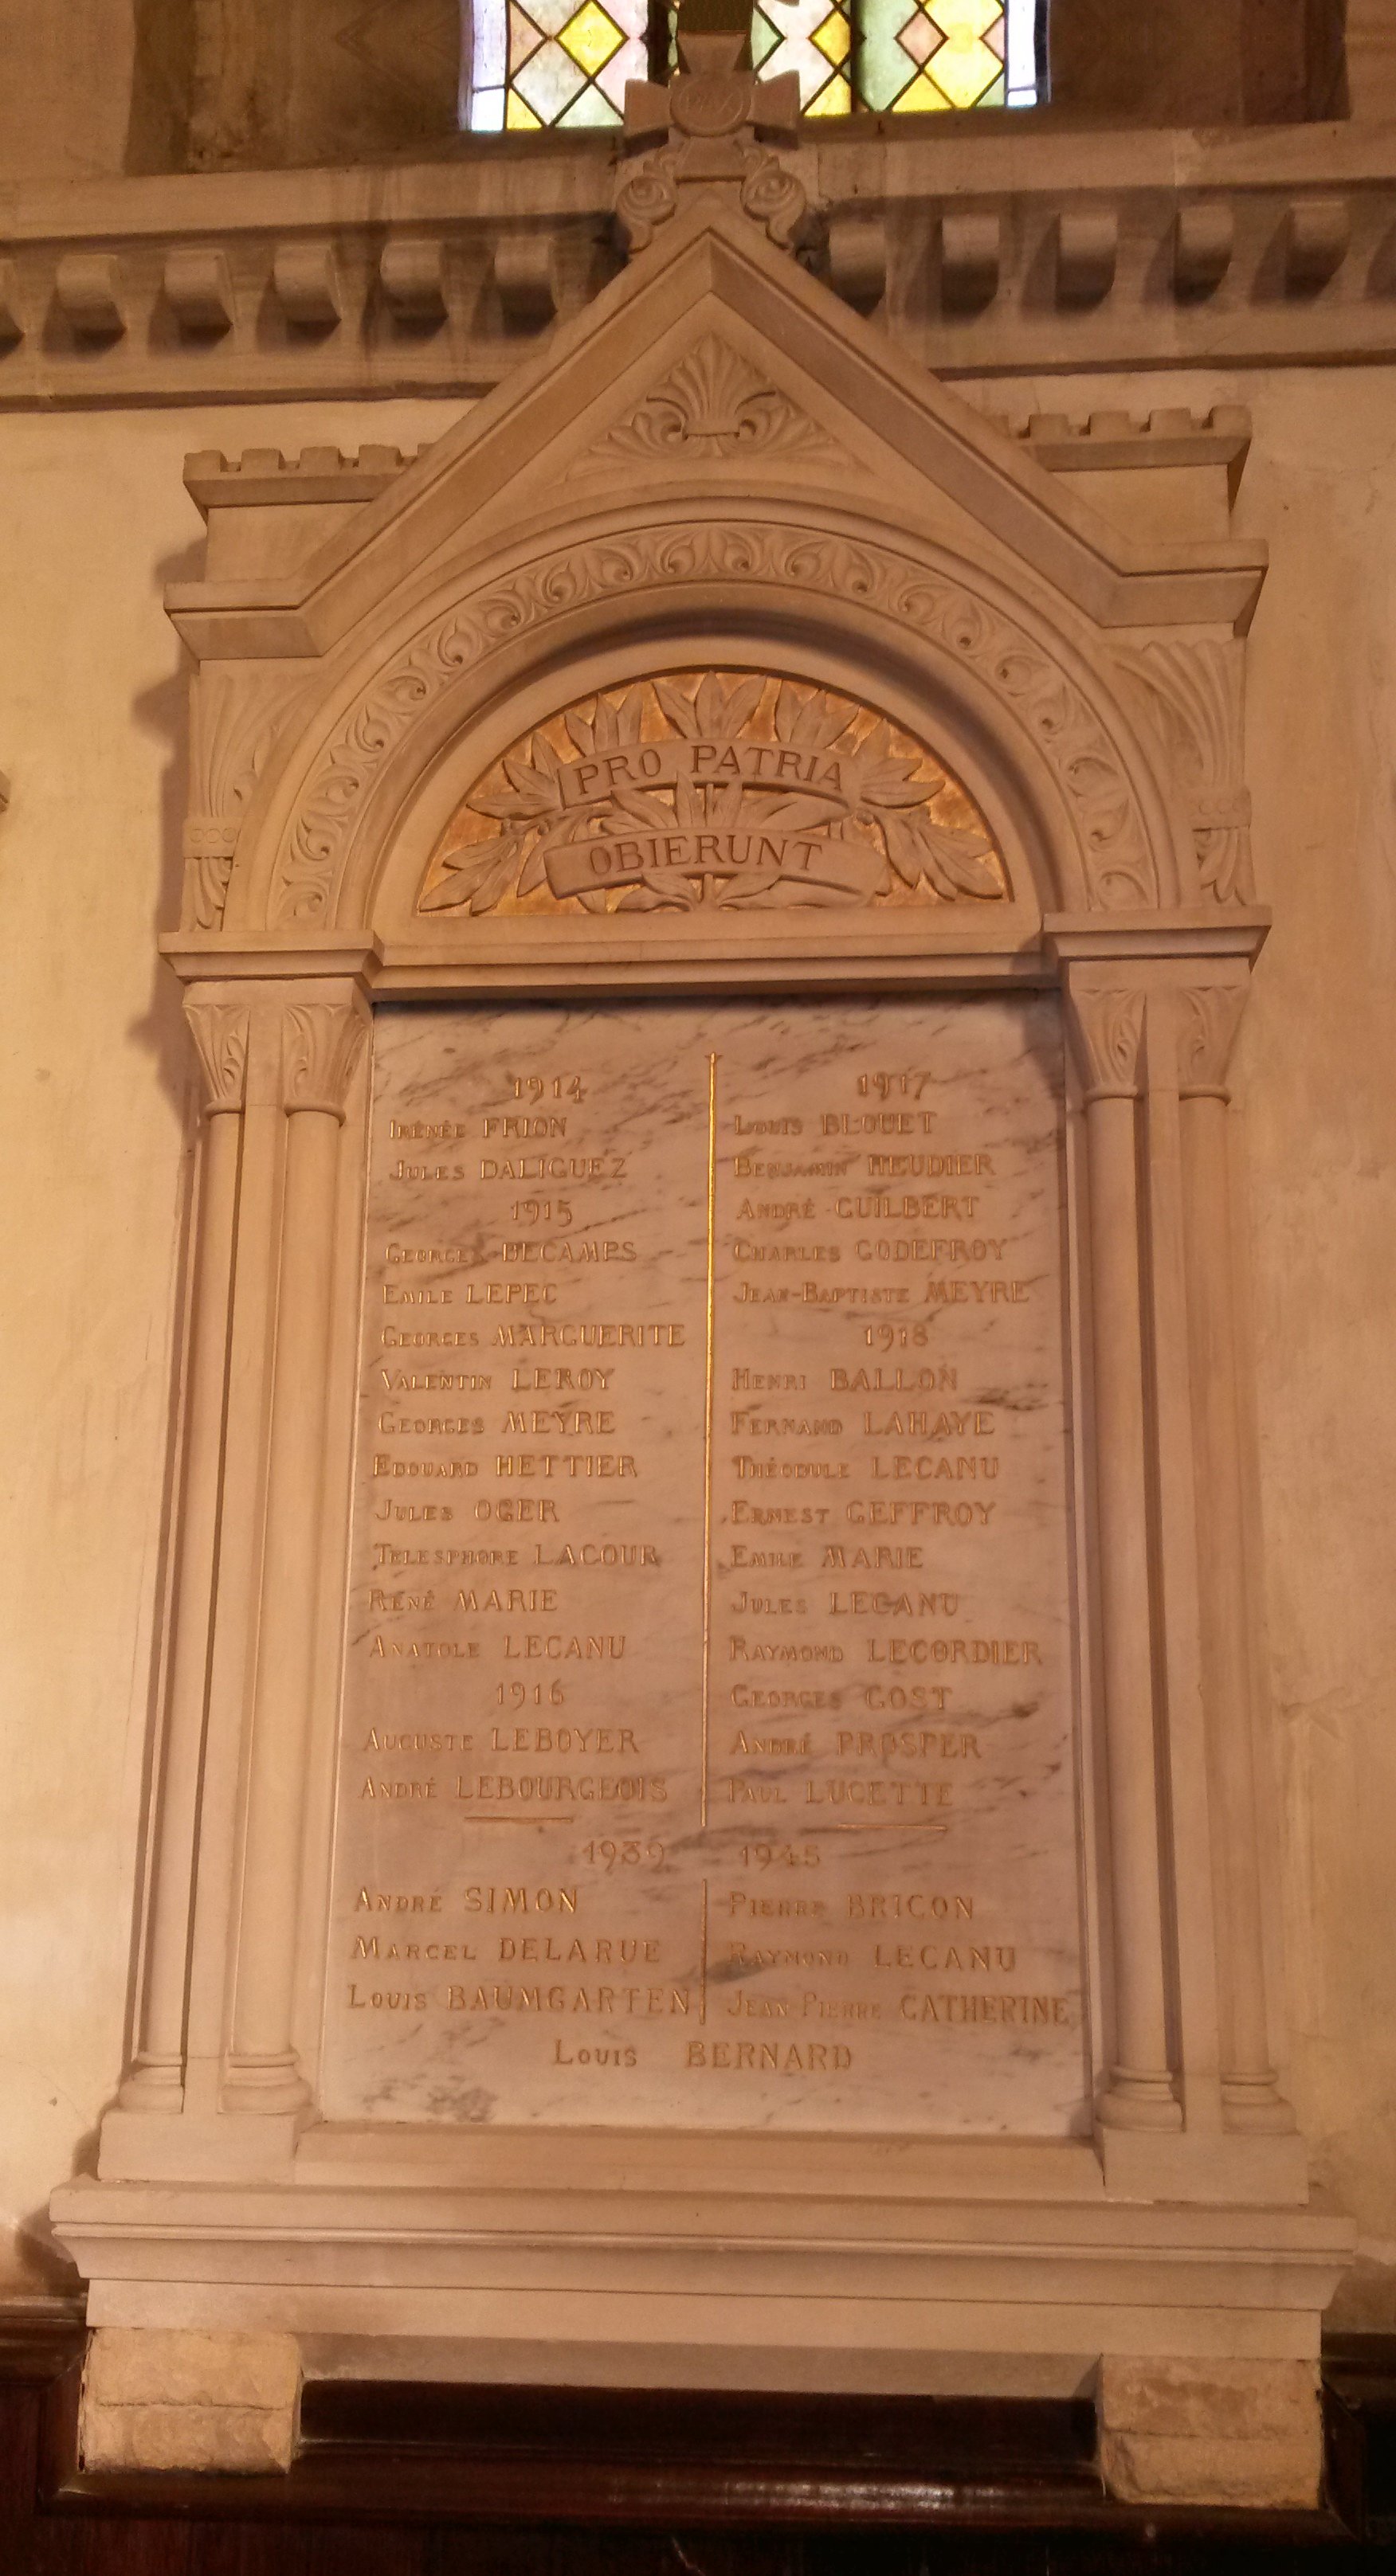 PAX
PRO PATRIA
OBIERUNT
1914
IRÉNÉE FRION
JULES DALIGUEZ
1915
GEORGES DECAMPS
EMILE LEPEC
GEORGES MARGUERITE
VALENTIN LEROY
GEORGES MEYRE
EDOUARD HETTIER
JULES OGER
TELESPHORE LACOUR
RENÉ MARIE
ANATOLE LECANU
1916
AUGUSTE LEBOYER
ANDRÉ LEBOURGEOIS
1917
LOUIS BLOUET
BENJAMIN HEUDIER
ANDRÉ GUILBERT
CHARLES GODEFROY
JEAN-BAPTISTE MEYRE
1918
HENRI BALLON
FERNAND LAHAYE
THÉODULE LECANU
ERNEST GEFFROY
EMILE MARIE
JULES LECANU
RAYMOND LECORDIER
GEORGES GOST
ANDRÉ PROSPER
PAUL LUCETTE
1939 1945
ANDRÉ SIMON
MARCEL DELARUE
LOUIS BAUMGARTEN
PIERRE BRICON
RAYMOND LECANU
JEAN-PIERRE CATHERINE
LOUIS BERNARD